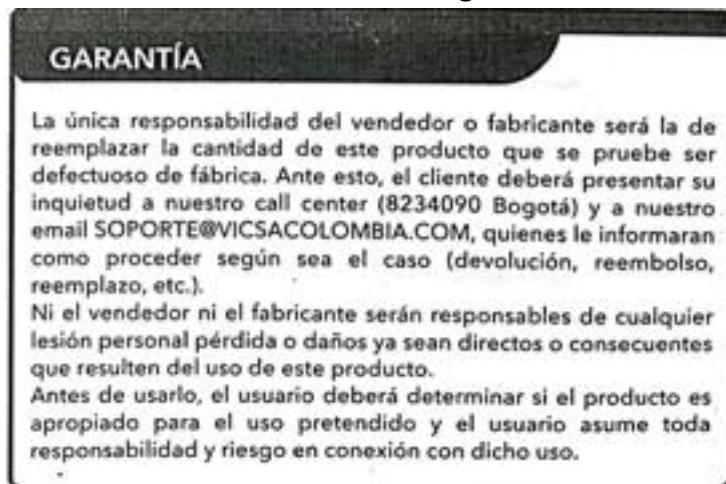 GARANTÍA
La única responsabilidad del vendedor o fabricante será la de
reemplazar la cantidad de este producto que se pruebe ser
defectuoso de fábrica. Ante esto, el cliente deberá presentar su
inquietud a nuestro call center (8234090 Bogotá) y a nuestro
email SOPORTE@VICSACOLOMBIA.COM, quienes le informaran
como proceder según sea el caso (devolución, reembolso,
reemplazo, etc.).
Ni el vendedor ni el fabricante serán responsables de cualquier
lesión personal pérdida o daños ya sean directos o consecuentes
que resulten del uso de este producto.
Antes de usarlo, el usuario deberá determinar si el producto es
apropiado para el uso pretendido y el usuario asume toda
responsabilidad y riesgo en conexión con dicho uso.